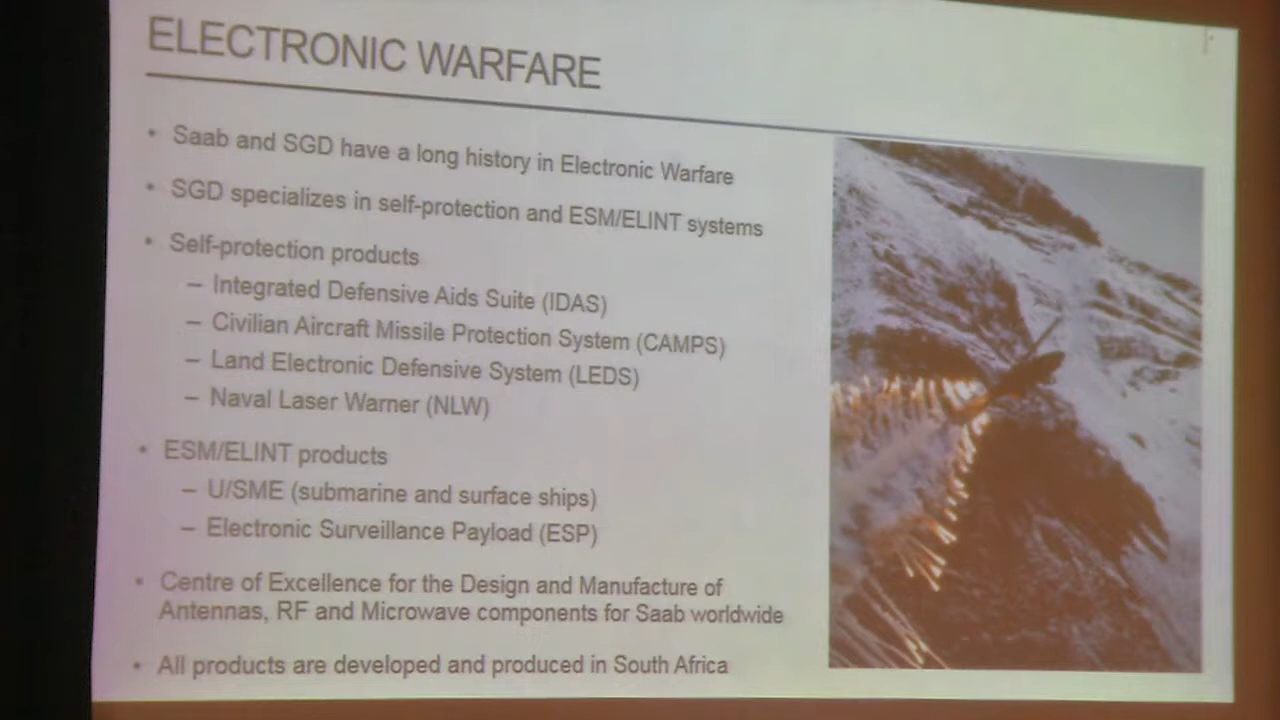 ELECTRONIC WARFARE
• Saab and SGD have a long history in Electronic Warfare
• SGD specializes in self-protection and ESM/ELINT systems
• Self-protection products
– Integrated Defensive Aids Suite (IDAS)
– Civilian Aircraft Missile Protection System (CAMPS)
– Land Electronic Defensive System (LEDS)
– Naval Laser Warner (NLW)
• ESM/ELINT products
– U/SME (submarine and surface ships)
– Electronic Surveillance Payload (ESP)
• Centre of Excellence for the Design and Manufacture of
Antennas, RF and Microwave components for Saab worldwide
• All products are developed and produced in South Africa